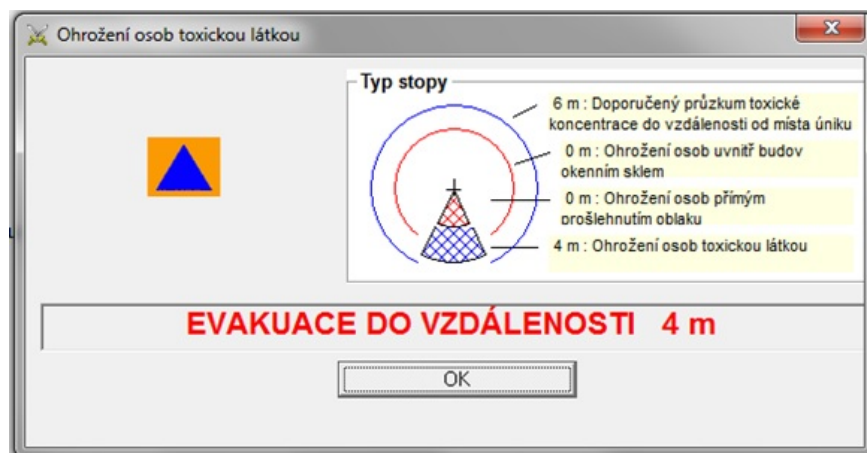 Ohrožení osob toxickou látkou
Typ stopy
6 m : Doporučený průzkum toxické
koncentrace do vzdálenosti od místa úniku
0 m : Ohrožení osob uvnitř budov
okenním sklem
0 m : Ohrožení osob přímým
prošlehnutím oblaku
4 m : Ohrožení osob toxickou látkou
EVAKUACE DO VZDÁLENOSTI 4 m
OK